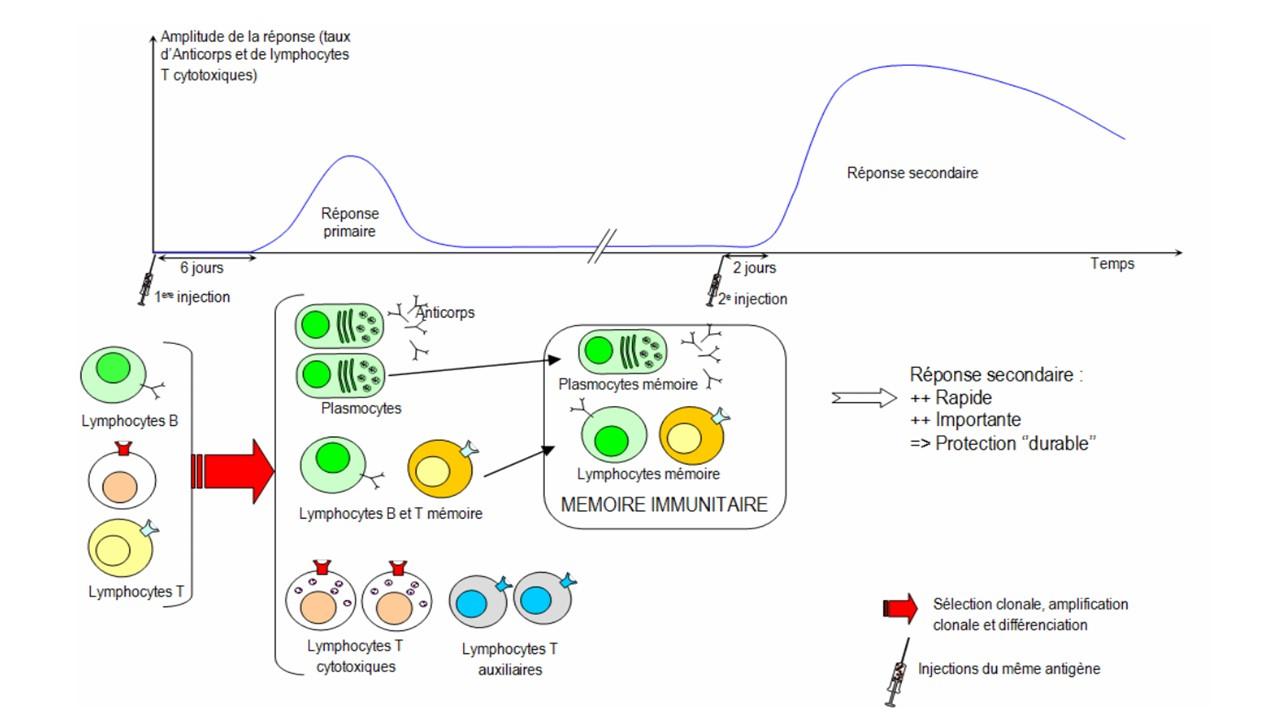 Amplitude de la réponse (taux
d'Anticorps et de lymphocytes
T cytotoxiques)
Réponse
primaire
Réponse secondaire
6 jours
2 jours
Temps
1ere injection
2e injection
Anticorps
Plasmocytes
Plasmocytes mémoire
Lymphocytes B
Lymphocytes T
Lymphocytes B et T mémoire
Lymphocytes mémoire
MEMOIRE IMMUNITAIRE
Réponse secondaire :
++ Rapide
++ Importante
=> Protection "durable"
Lymphocytes T
cytotoxiques
Lymphocytes T
auxiliaires
Sélection clonale, amplification
clonale et différenciation
Injections du même antigène